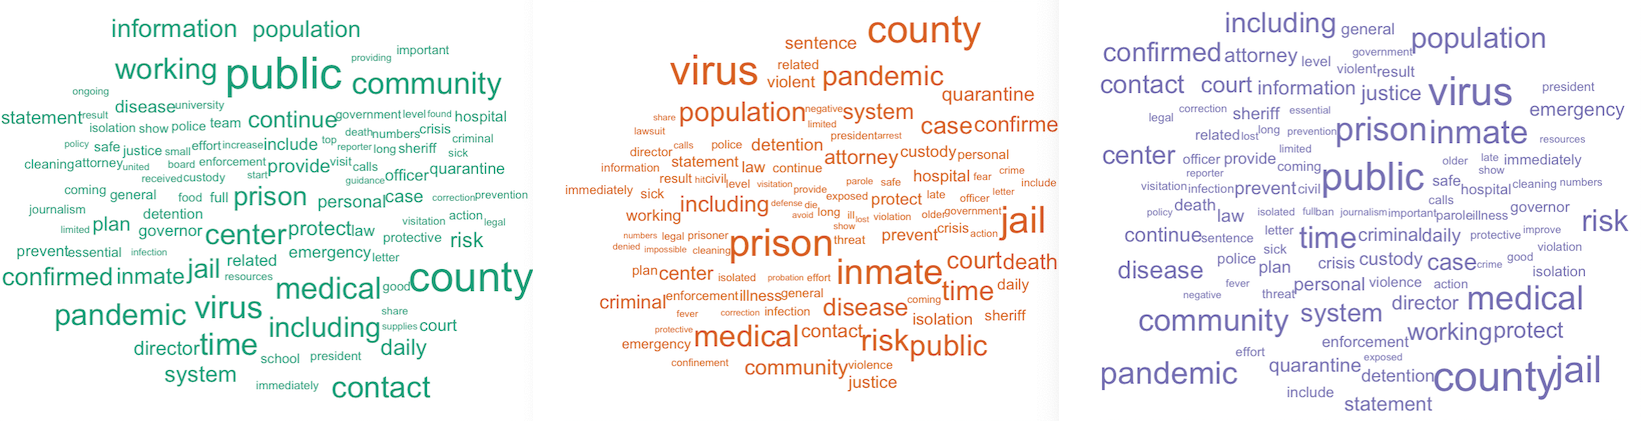 information population
important
providing
working public community
ongoing
disease university
statement result
continue government level found hospital
isolation show police team
death numbers crisis
policy safe justice small effort increase include top reporter long sheriff criminal sick
cleaning attorney united board enforcement provide visit calls
received custody start guidance officer quarantine
coming general food full prison personal case correction prevention
journalism detention visitation action legal
limited plan governor center protect law protective risk
prevent essential infection related emergency letter
confirmed inmate jail resources medical good county
pandemic virus including share supplies court
director time school president daily
system immediately contact
county
sentence
virus related violent pandemic
quarantine
share population negative system
lawsuit limited case confirme
president arrest
director calls police detention
statement law continue attorney custody personal
information result hit civil level visitation provide parole safe hospital fear crime
immediately sick exposed protect late officer letter include
working including defense die avoid long ill lost violation older government jail
numbers legal prisoner show prevent crisis action
denied impossible cleaning prison threat
plan center isolated probation effort inmate court death
criminal enforcement illness general coming time daily
fever correction infection disease isolation sheriff
protective
emergency medical contact risk public
confinement community violence
justice
including general population
confirmed attorney level government
violent result
contact court information justice virus president
correction sheriff essential emergency
legal related lost long prevention prison inmate resources
center officer provide limited older late immediately
reporter coming show
visitation infection prevent civil public safe hospital cleaning numbers
calls
policy death law isolated full ban journalism important parole illness governor risk
continue sentence letter time criminal daily protective improve
sick violation
disease police plan crisis custody case crime good isolation
fever
negative threat personal violence action
community system director medical
enforcement working protect
effort
pandemic quarantine exposed detention county jail
include
statement